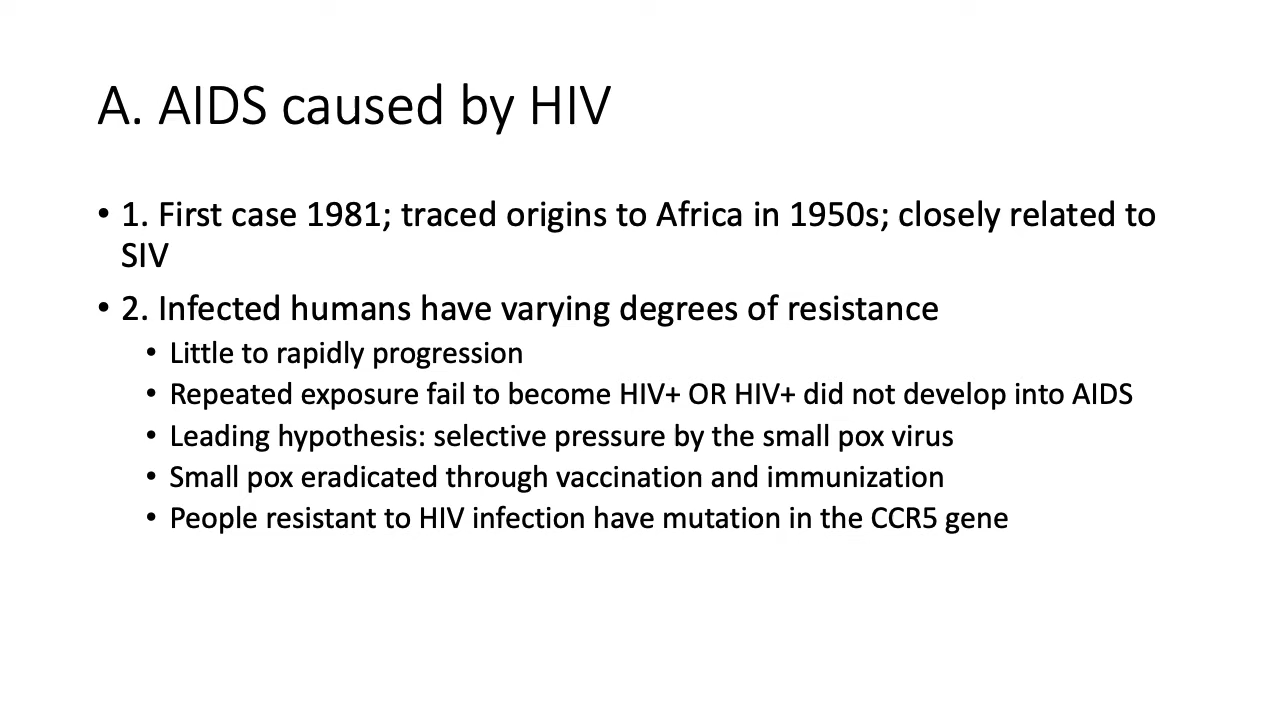 A. AIDS caused by HIV
• 1. First case 1981; traced origins to Africa in 1950s; closely related to
SIV
• 2. Infected humans have varying degrees of resistance
• Little to rapidly progression
• Repeated exposure fail to become HIV+ OR HIV+ did not develop into AIDS
• Leading hypothesis: selective pressure by the small pox virus
• Small pox eradicated through vaccination and immunization
• People resistant to HIV infection have mutation in the CCR5 gene